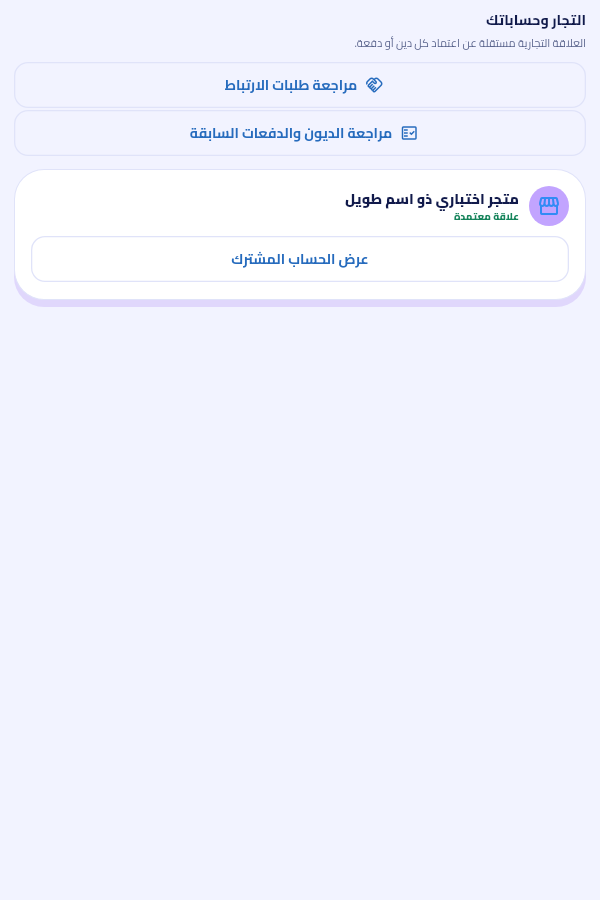 التجار وحساباتك
العلاقة التجارية مستقلة عن اعتماد كل دين أو دفعة.
مراجعة طلبات الارتباط
مراجعة الديون والدفعات السابقة
متجر اختباري ذو اسم طويل
علاقة معتمدة
عرض الحساب المشترك